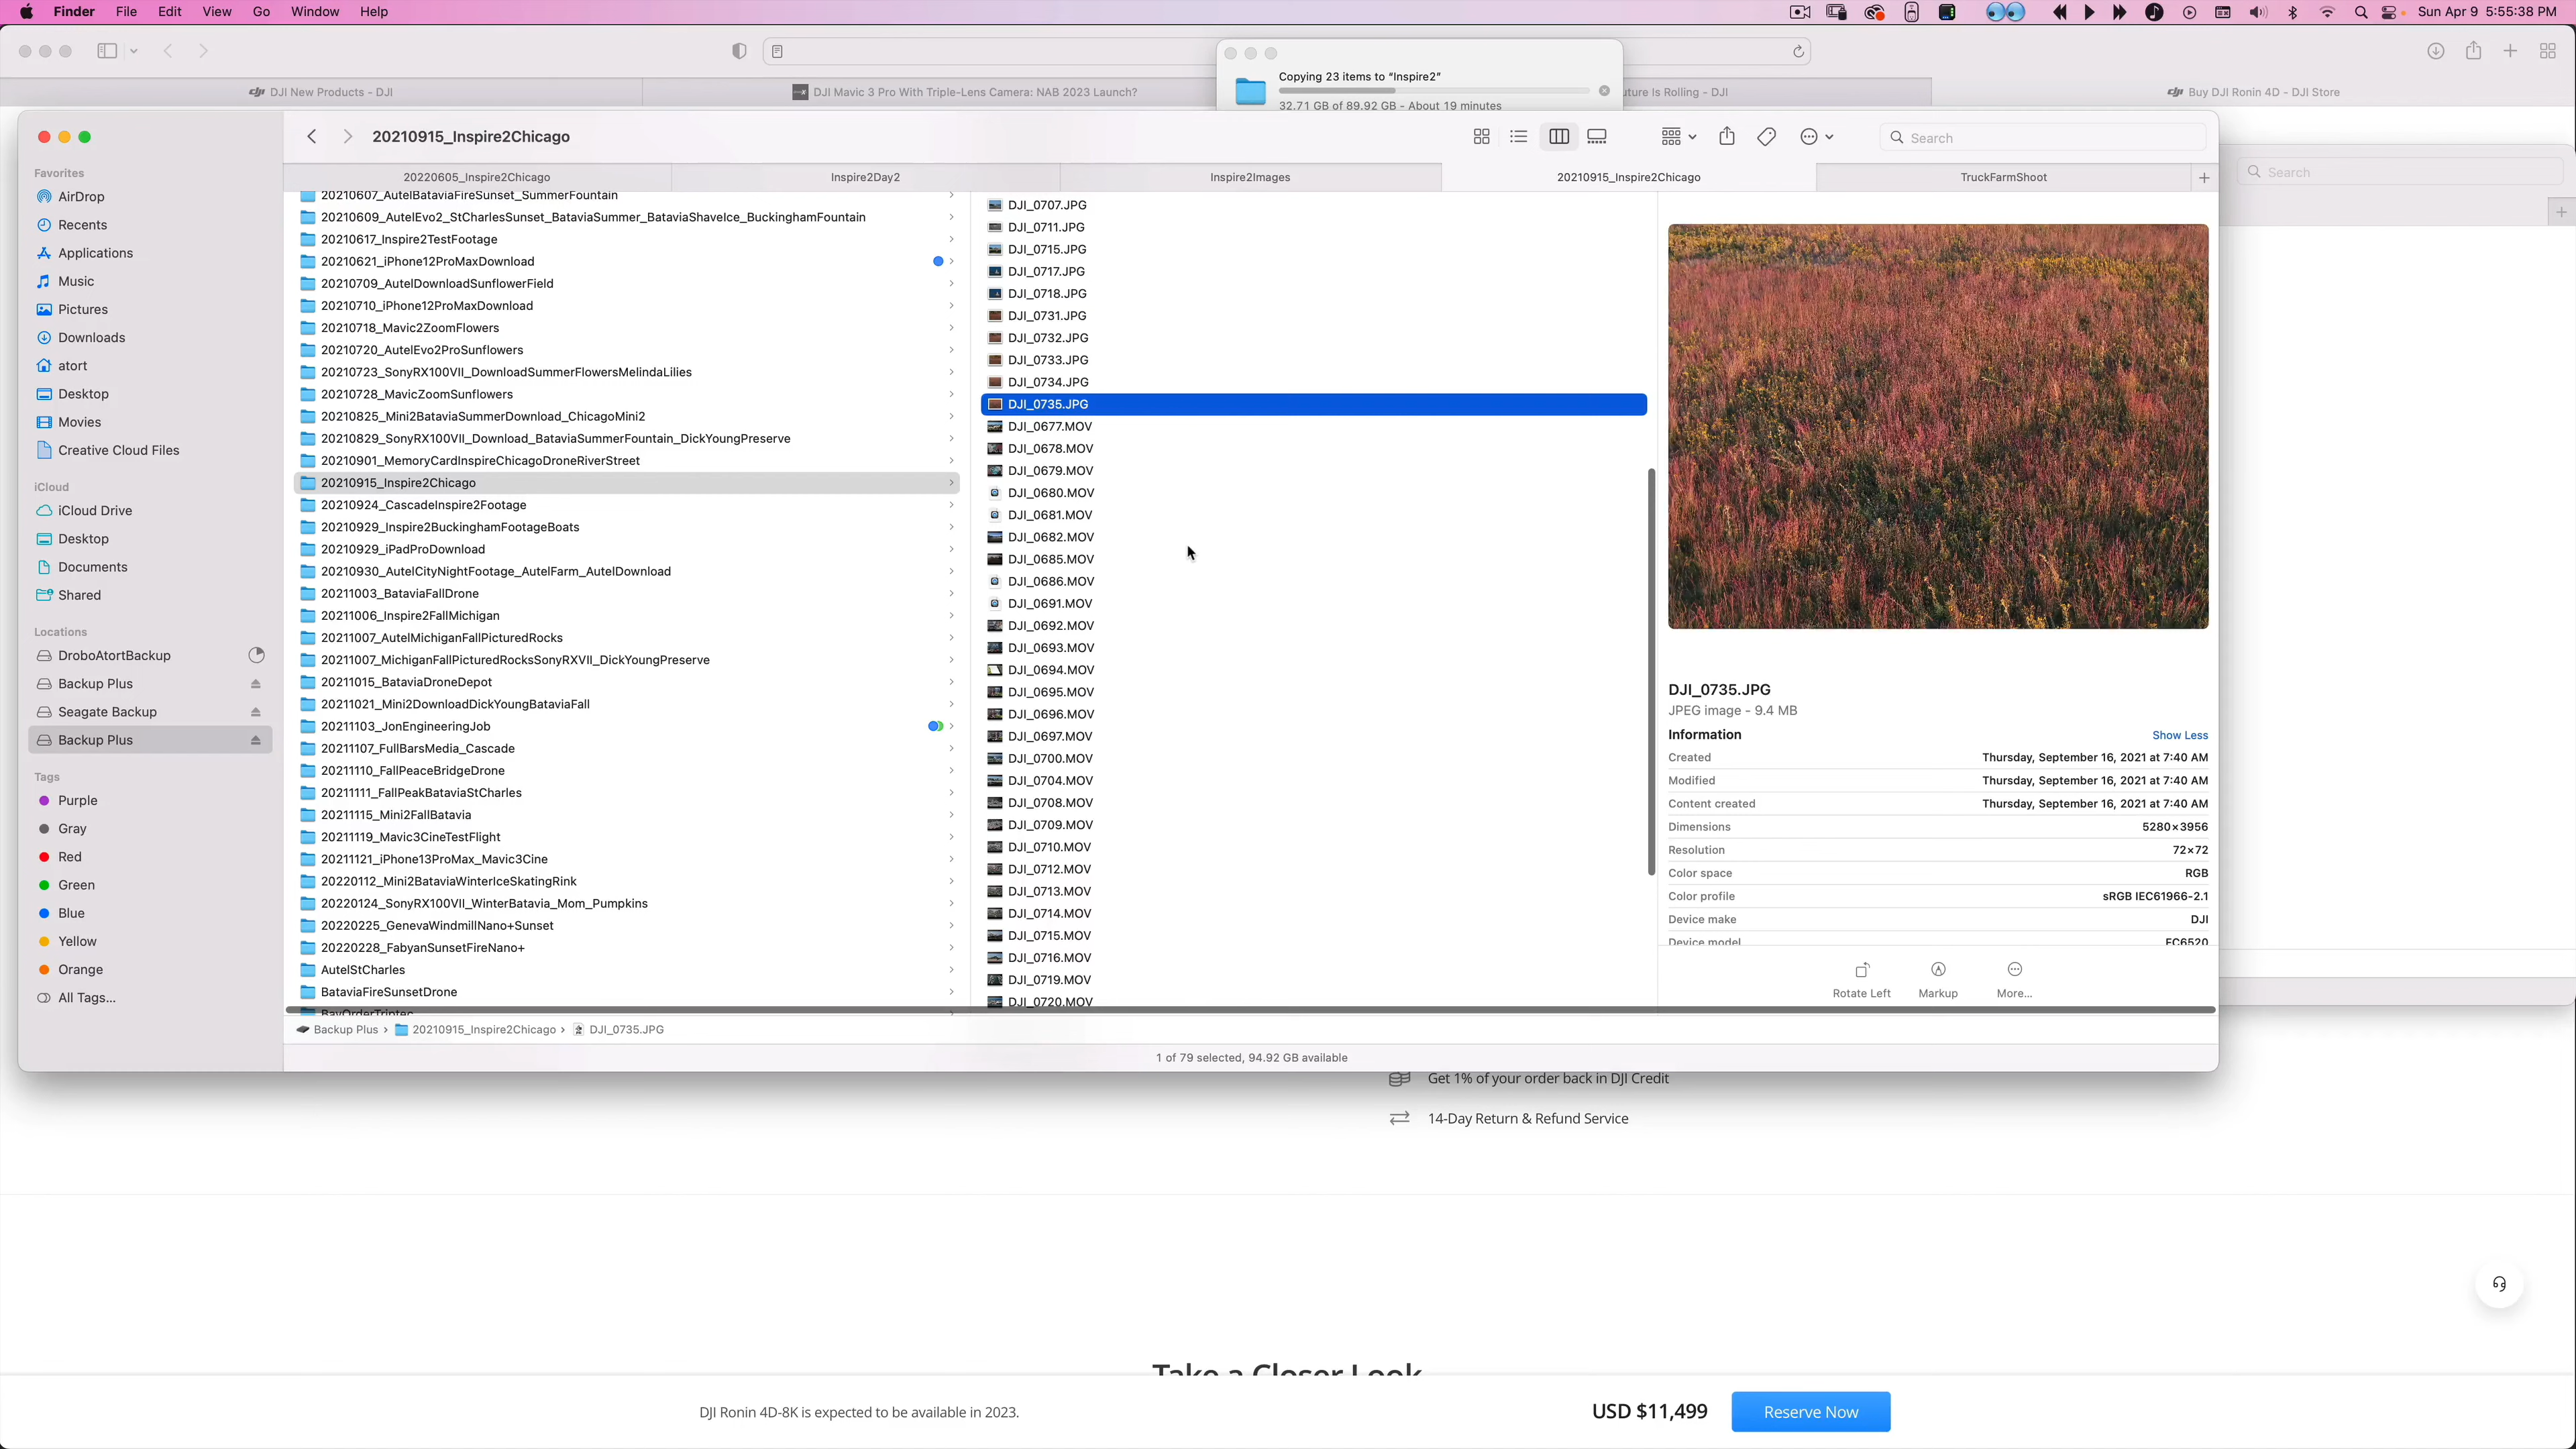 Finder File Edit View Go Window Help
Sun Apr 9 5:55:38 PM
DJI New Products - DJI
DJI Mavic 3 Pro With Triple-Lens Camera: NAB 2023 Launch?
Copying 23 items to “Inspire2”
32.71 GB of 89.92 GB - About 19 minutes
uture Is Rolling - DJI
Buy DJI Ronin 4D - DJI Store
20210915_Inspire2Chicago
Search
Search
20220605_Inspire2Chicago
Inspire2Day2
Inspire2Images
20210915_Inspire2Chicago
TruckFarmShoot
Favorites
AirDrop
Recents
Applications
Music
Pictures
Downloads
atort
Desktop
Movies
Creative Cloud Files
iCloud
iCloud Drive
Desktop
Documents
Shared
Locations
DroboAtortBackup
Backup Plus
Seagate Backup
Backup Plus
Tags
Purple
Gray
Red
Green
Blue
Yellow
Orange
All Tags...
20210607_AutelBataviaFireSunset_SummerFountain
20210609_AutelEvo2_StCharlesSunset_BataviaSummer_BataviaShaveIce_BuckinghamFountain
20210617_Inspire2TestFootage
20210621_iPhone12ProMaxDownload
20210709_AutelDownloadSunflowerField
20210710_iPhone12ProMaxDownload
20210718_Mavic2ZoomFlowers
20210720_AutelEvo2ProSunflowers
20210723_SonyRX100VII_DownloadSummerFlowersMelindaLilies
20210728_MavicZoomSunflowers
20210825_Mini2BataviaSummerDownload_ChicagoMini2
20210829_SonyRX100VII_Download_BataviaSummerFountain_DickYoungPreserve
20210901_MemoryCardInspireChicagoDroneRiverStreet
20210915_Inspire2Chicago
20210924_CascadeInspire2Footage
20210929_Inspire2BuckinghamFootageBoats
20210929_iPadProDownload
20210930_AutelCityNightFootage_AutelFarm_AutelDownload
20211003_BataviaFallDrone
20211006_Inspire2FallMichigan
20211007_AutelMichiganFallPicturedRocks
20211007_MichiganFallPicturedRocksSonyRXVII_DickYoungPreserve
20211015_BataviaDroneDepot
20211021_Mini2DownloadDickYoungBataviaFall
20211103_JonEngineeringJob
20211107_FullBarsMedia_Cascade
20211110_FallPeaceBridgeDrone
20211111_FallPeakBataviaStCharles
20211115_Mini2FallBatavia
20211119_Mavic3CineTestFlight
20211121_iPhone13ProMax_Mavic3Cine
20220112_Mini2BataviaWinterIceSkatingRink
20220124_SonyRX100VII_WinterBatavia_Mom_Pumpkins
20220225_GenevaWindmillNano+Sunset
20220228_FabyanSunsetFireNano+
AutelStCharles
BataviaFireSunsetDrone
BayOrderTriptec
DJI_0707.JPG
DJI_0711.JPG
DJI_0715.JPG
DJI_0717.JPG
DJI_0718.JPG
DJI_0731.JPG
DJI_0732.JPG
DJI_0733.JPG
DJI_0734.JPG
DJI_0735.JPG
DJI_0677.MOV
DJI_0678.MOV
DJI_0679.MOV
DJI_0680.MOV
DJI_0681.MOV
DJI_0682.MOV
DJI_0685.MOV
DJI_0686.MOV
DJI_0691.MOV
DJI_0692.MOV
DJI_0693.MOV
DJI_0694.MOV
DJI_0695.MOV
DJI_0696.MOV
DJI_0697.MOV
DJI_0700.MOV
DJI_0704.MOV
DJI_0708.MOV
DJI_0709.MOV
DJI_0710.MOV
DJI_0712.MOV
DJI_0713.MOV
DJI_0714.MOV
DJI_0715.MOV
DJI_0716.MOV
DJI_0719.MOV
DJI_0720.MOV
DJI_0735.JPG
JPEG image - 9.4 MB
Information Show Less
Created Thursday, September 16, 2021 at 7:40 AM
Modified Thursday, September 16, 2021 at 7:40 AM
Content created Thursday, September 16, 2021 at 7:40 AM
Dimensions 5280×3956
Resolution 72×72
Color space RGB
Color profile sRGB IEC61966-2.1
Device make DJI
Device model FC6520
Rotate Left Markup More...
Backup Plus › 20210915_Inspire2Chicago › DJI_0735.JPG
1 of 79 selected, 94.92 GB available
Get 1% of your order back in DJI Credit
14-Day Return & Refund Service
Take a Closer Look
DJI Ronin 4D-8K is expected to be available in 2023.
USD $11,499
Reserve Now